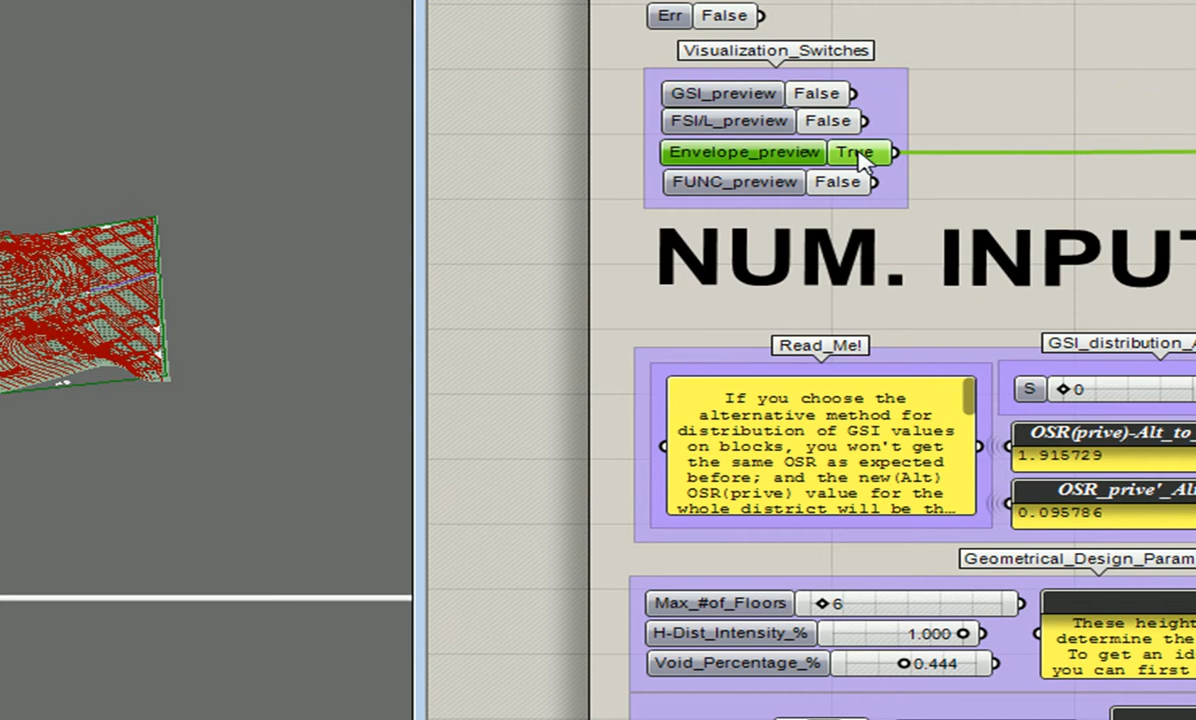 Err False
Visualization_Switches
GSI_preview False
FSI/L_preview False
Envelope_preview True
FUNC_preview False
NUM. INPUT
Read_Me!
If you choose the
alternative method for
distribution of GSI values
on blocks, you won't get
the same OSR as expected
before; and the new(Alt)
OSR(prive) value for the
whole district will be th…
GSI_distribution_A
S 0
OSR(prive)-Alt_to_
1.915729
OSR_prive'_Al
0.095786
Geometrical_Design_Param
Max_#of_Floors 6
H-Dist_Intensity_% 1.000
Void_Percentage_% 0.444
These height
determine the
To get an id
you can first